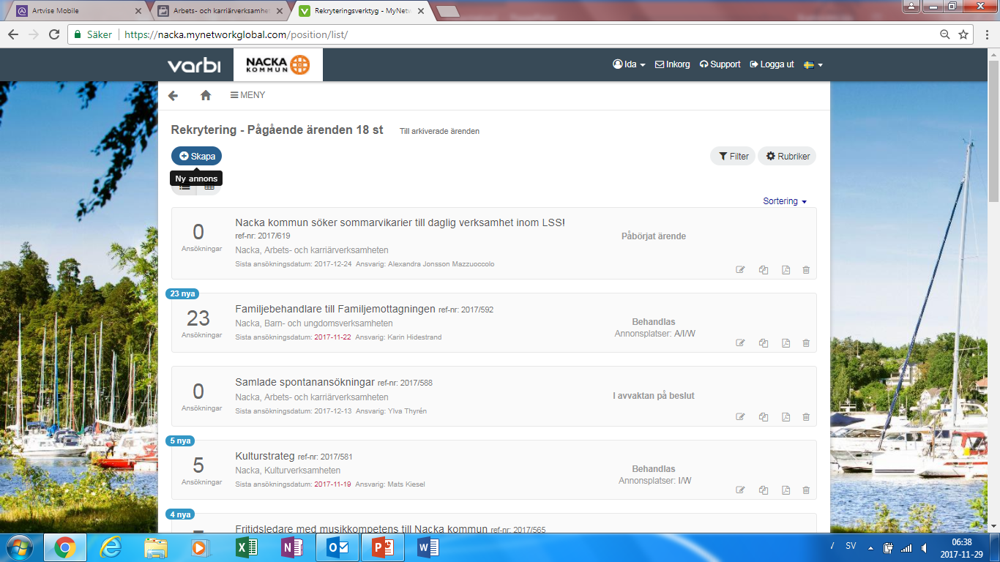 Artvise Mobile
Arbets- och karriärverksamhe
Rekryteringsverktyg - MyNetw
Säker https://nacka.mynetworkglobal.com/position/list/
varbi NACKA KOMMUN Ida Inkorg Support Logga ut
MENY
Rekrytering - Pågående ärenden 18 st Till arkiverade ärenden
Skapa Filter Rubriker
Ny annons
Sortering
0 Ansökningar
Nacka kommun söker sommarvikarier till daglig verksamhet inom LSS!
ref-nr: 2017/619
Påbörjat ärende
Nacka, Arbets- och karriärverksamheten
Sista ansökningsdatum: 2017-12-24 Ansvarig: Alexandra Jonsson Mazzuoccolo
23 nya
23 Ansökningar
Familjebehandlare till Familjemottagningen ref-nr: 2017/592
Nacka, Barn- och ungdomsverksamheten
Sista ansökningsdatum: 2017-11-22 Ansvarig: Karin Hidestrand
Behandlas
Annonsplatser: A/I/W
0 Ansökningar
Samlade spontanansökningar ref-nr: 2017/588
Nacka, Arbets- och karriärverksamheten
Sista ansökningsdatum: 2017-12-13 Ansvarig: Ylva Thyrén
I avvaktan på beslut
5 nya
5 Ansökningar
Kulturstrateg ref-nr: 2017/581
Nacka, Kulturverksamheten
Sista ansökningsdatum: 2017-11-19 Ansvarig: Mats Kiesel
Behandlas
Annonsplatser: I/W
4 nya
Fritidsledare med musikkompetens till Nacka kommun ref-nr: 2017/565
SV
06:38
2017-11-29